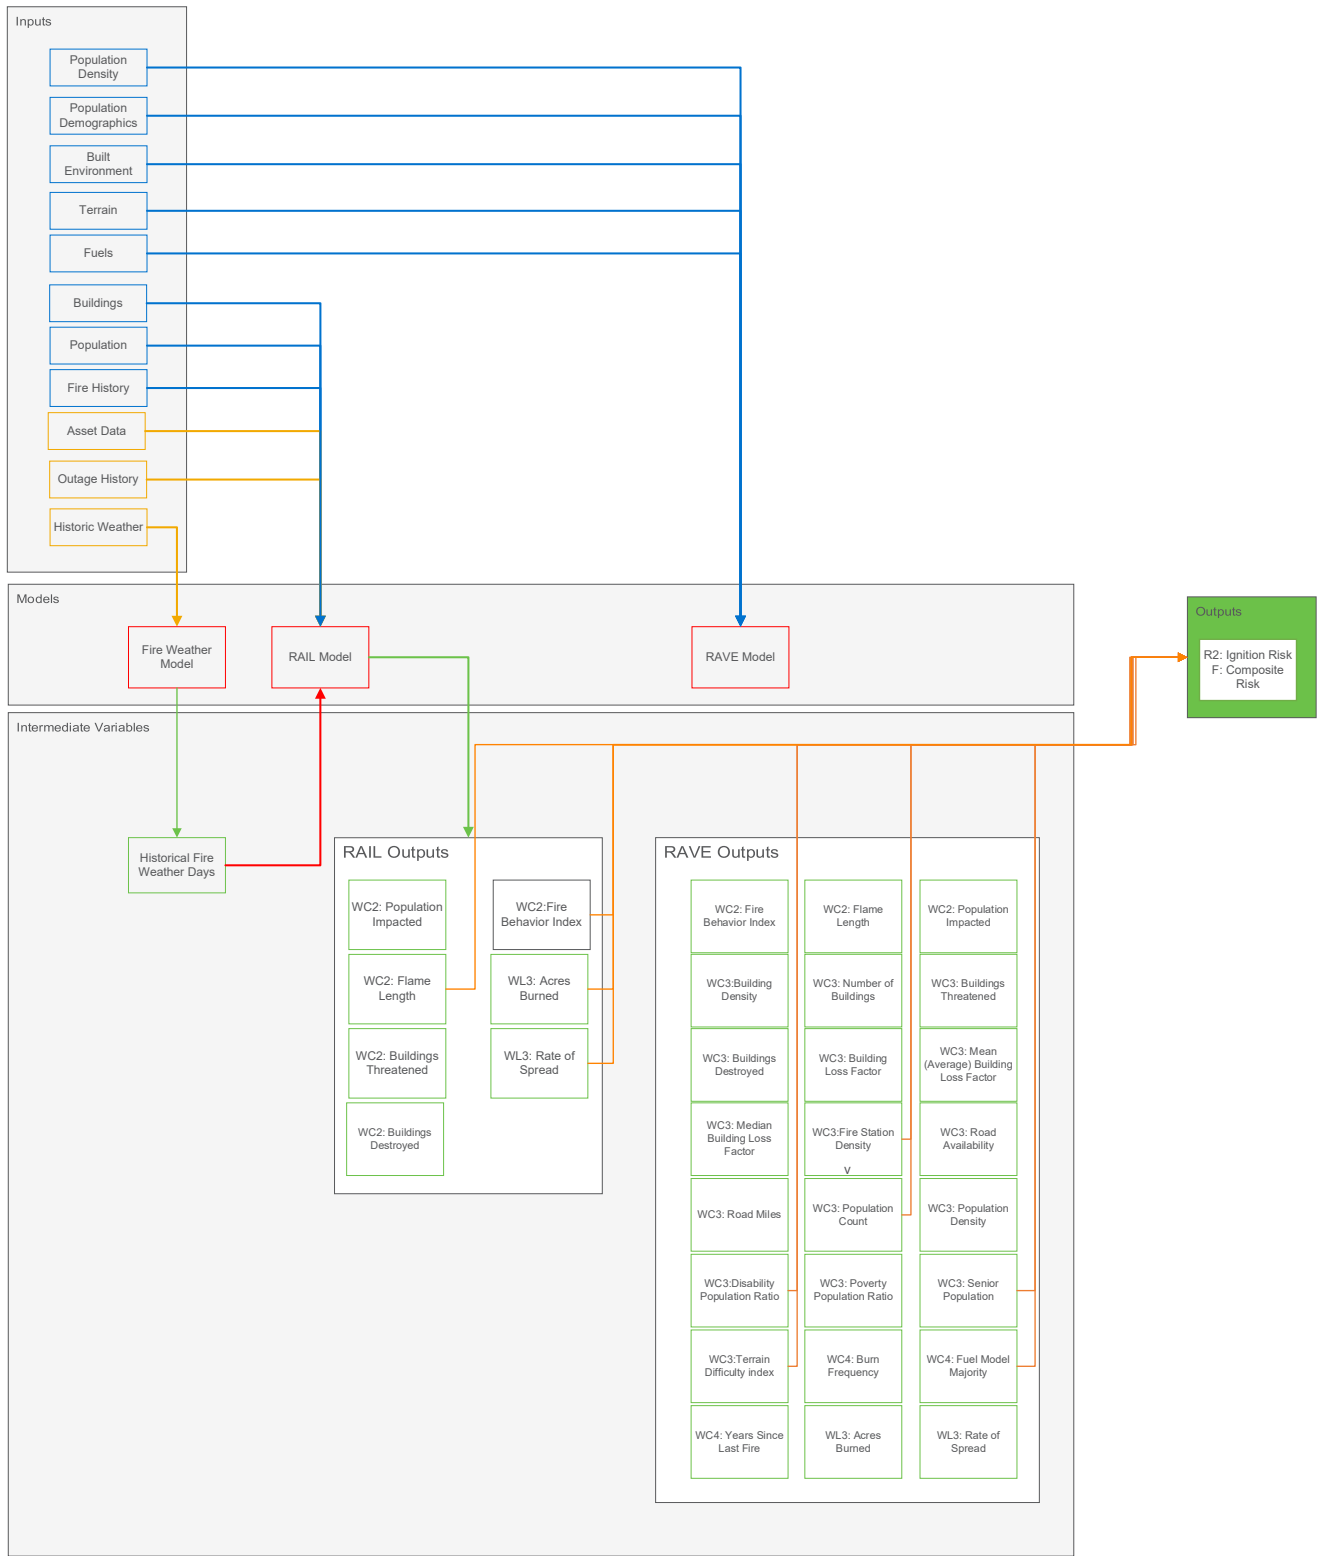 Inputs
Population
Density
Population
Demographics
Built
Environment
Terrain
Fuels
Buildings
Population
Fire History
Asset Data
Outage History
Historic Weather
Models
Fire Weather
Model
RAIL Model
RAVE Model
Outputs
R2: Ignition Risk
F: Composite
Risk
Intermediate Variables
Historical Fire
Weather Days
RAIL Outputs
WC2: Population
Impacted
WC2:Fire
Behavior Index
WC2: Flame
Length
WL3: Acres
Burned
WC2: Buildings
Threatened
WL3: Rate of
Spread
WC2: Buildings
Destroyed
RAVE Outputs
WC2: Fire
Behavior Index
WC2: Flame
Length
WC2: Population
Impacted
WC3:Building
Density
WC3: Number of
Buildings
WC3: Buildings
Threatened
WC3: Buildings
Destroyed
WC3: Building
Loss Factor
WC3: Mean
(Average) Building
Loss Factor
WC3: Median
Building Loss
Factor
WC3:Fire Station
Density
v
WC3: Road
Availability
WC3: Road Miles
WC3: Population
Count
WC3: Population
Density
WC3:Disability
Population Ratio
WC3: Poverty
Population Ratio
WC3: Senior
Population
WC3:Terrain
Difficulty index
WC4: Burn
Frequency
WC4: Fuel Model
Majority
WC4: Years Since
Last Fire
WL3: Acres
Burned
WL3: Rate of
Spread